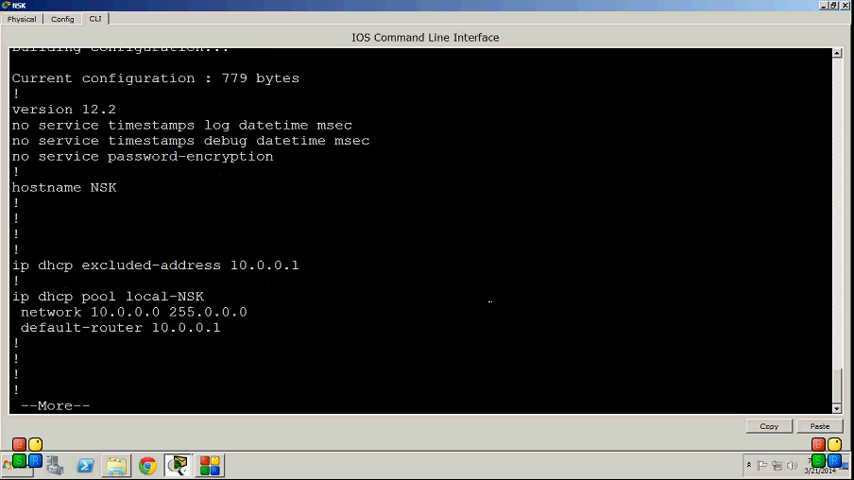 NSK
Physical Config CLI
IOS Command Line Interface
Building configuration...
Current configuration : 779 bytes
!
version 12.2
no service timestamps log datetime msec
no service timestamps debug datetime msec
no service password-encryption
!
hostname NSK
!
!
!
!
ip dhcp excluded-address 10.0.0.1
!
ip dhcp pool local-NSK
 network 10.0.0.0 255.0.0.0
 default-router 10.0.0.1
!
!
!
!
 --More--
Copy Paste
3/21/2014